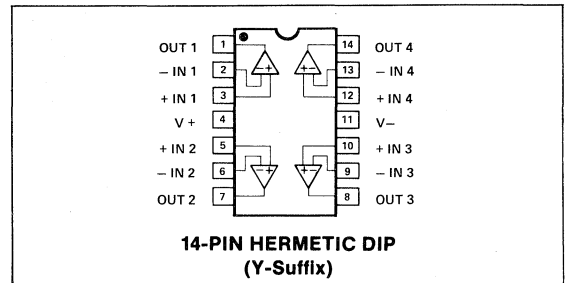 OUT 1 1 14 OUT 4
− IN 1 2 13 − IN 4
+ IN 1 3 12 + IN 4
V + 4 11 V−
+ IN 2 5 10 + IN 3
− IN 2 6 9 − IN 3
OUT 2 7 8 OUT 3
14-PIN HERMETIC DIP
(Y-Suffix)